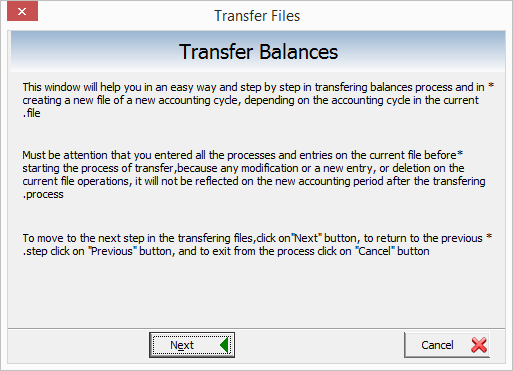 Transfer Files
Transfer Balances
This window will help you in an easy way and step by step in transfering balances process and in *
creating a new file of a new accounting cycle, depending on the accounting cycle in the current
.file
Must be attention that you entered all the processes and entries on the current file before*
starting the process of transfer,because any modification or a new entry, or deletion on the
current file operations, it will not be reflected on the new accounting period after the transfering
.process
To move to the next step in the transfering files,click on"Next" button, to return to the previous *
.step click on "Previous" button, and to exit from the process click on "Cancel" button
Next
Cancel